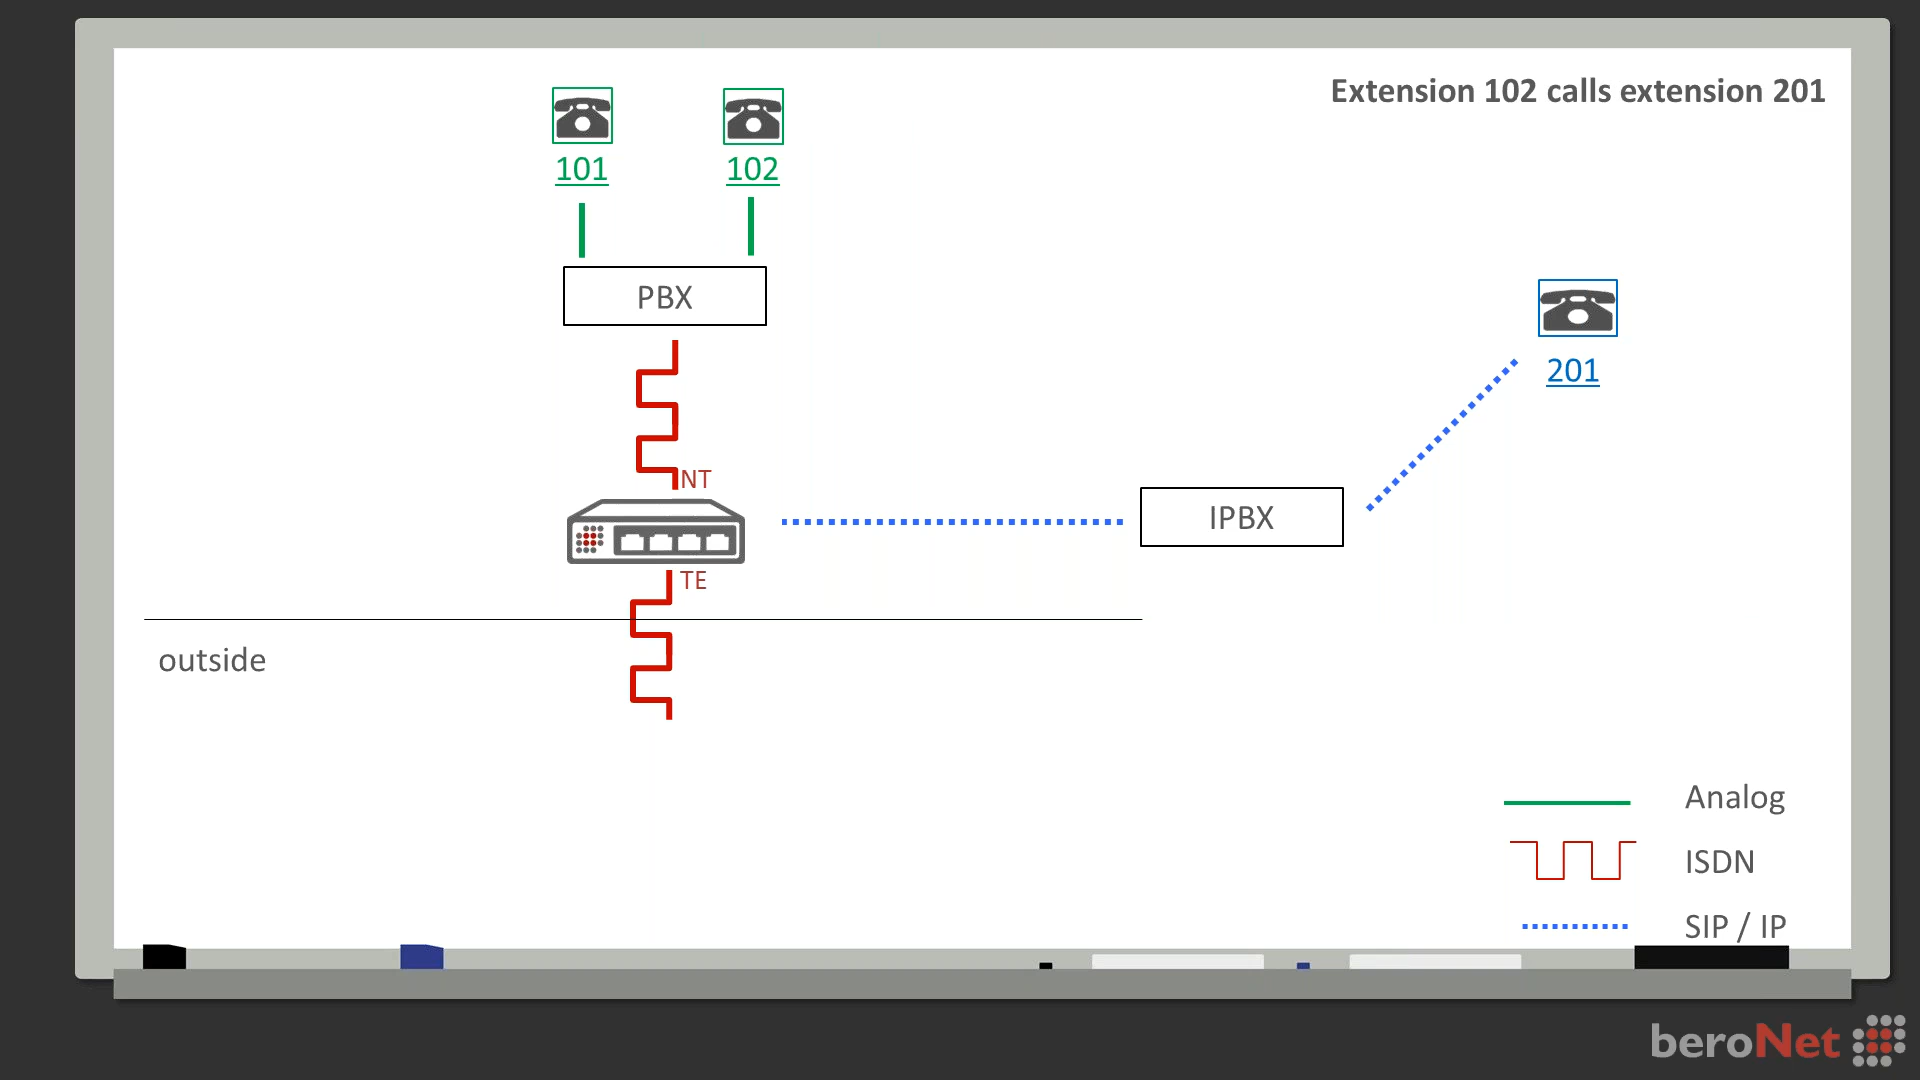 Extension 102 calls extension 201
101
102
PBX
201
NT
IPBX
TE
outside
Analog
ISDN
SIP / IP
beroNet